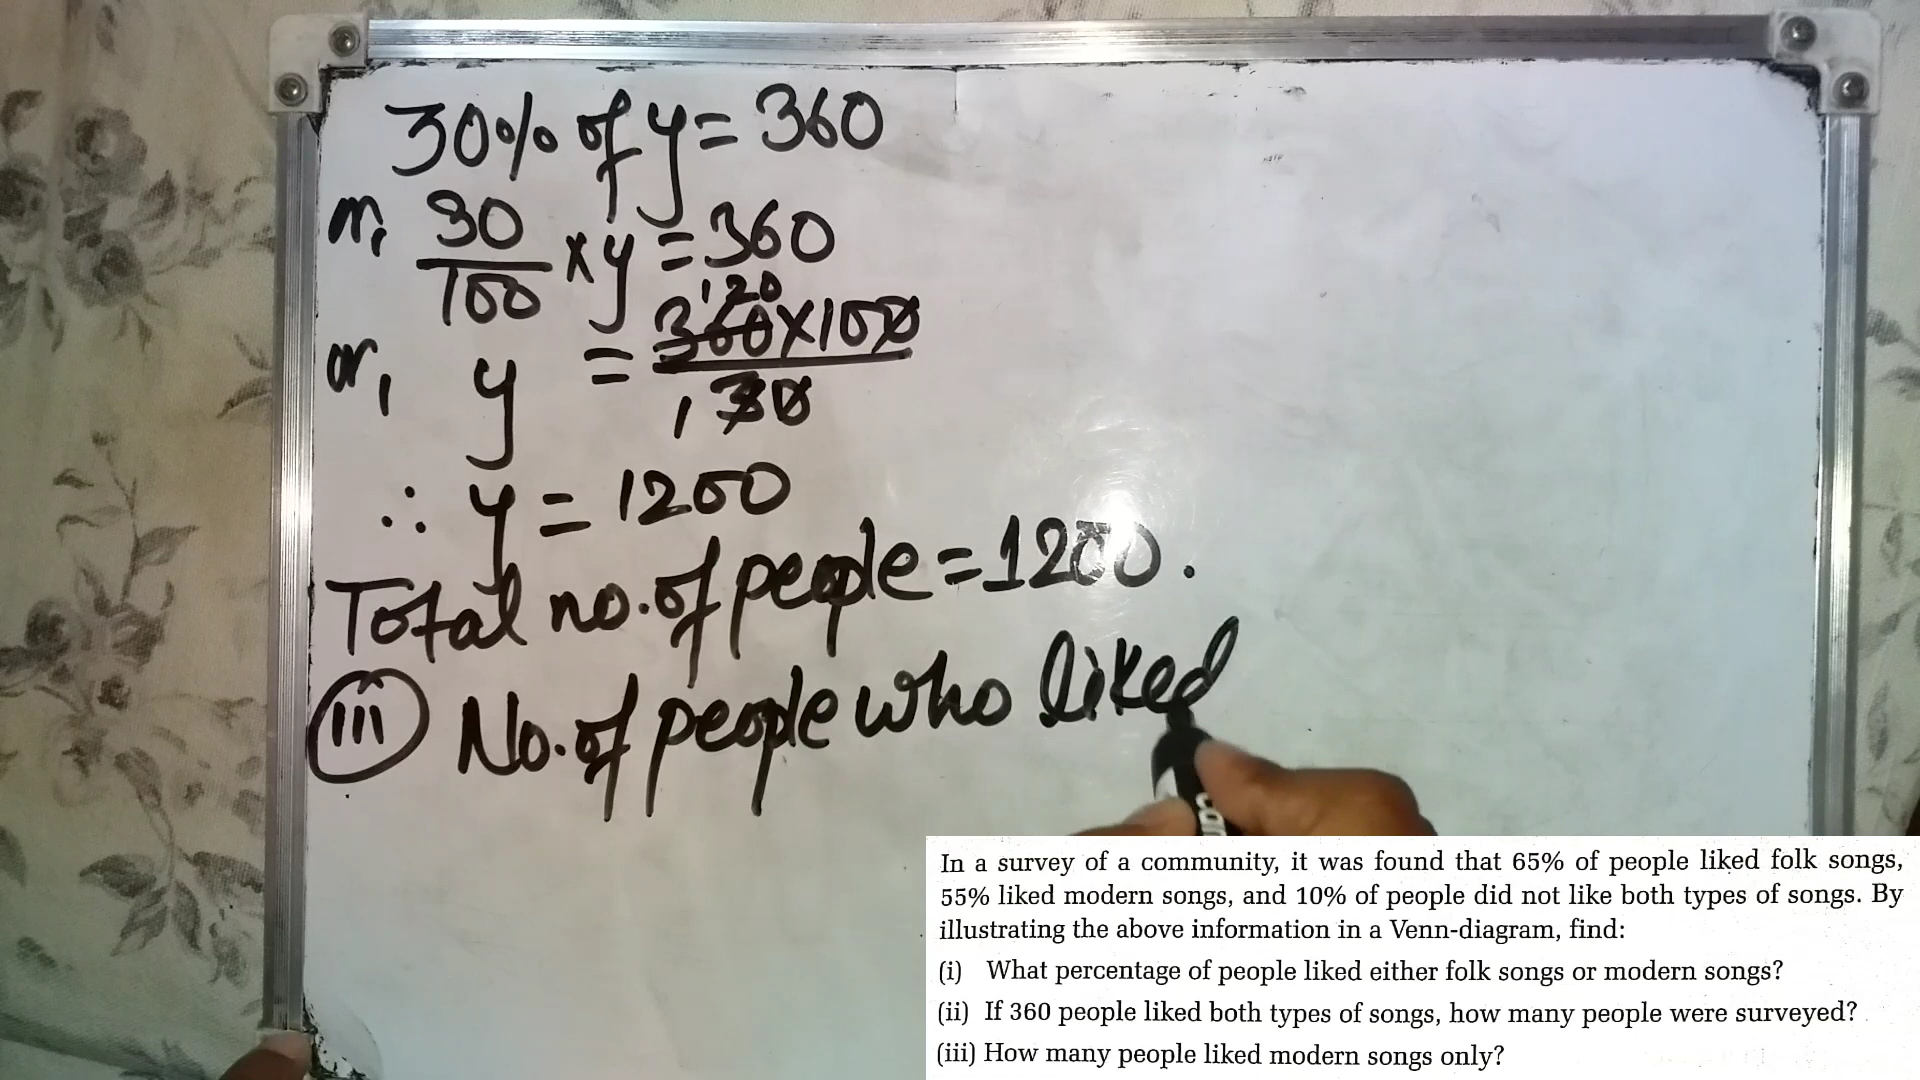 30% of y = 360
or, 30/100 × y = 360
or, y = 360×100/30
120
1
∴ y = 1200
Total no. of people = 1200.
(iii) No. of people who liked
In a survey of a community, it was found that 65% of people liked folk songs,
55% liked modern songs, and 10% of people did not like both types of songs. By
illustrating the above information in a Venn-diagram, find:
(i) What percentage of people liked either folk songs or modern songs?
(ii) If 360 people liked both types of songs, how many people were surveyed?
(iii) How many people liked modern songs only?